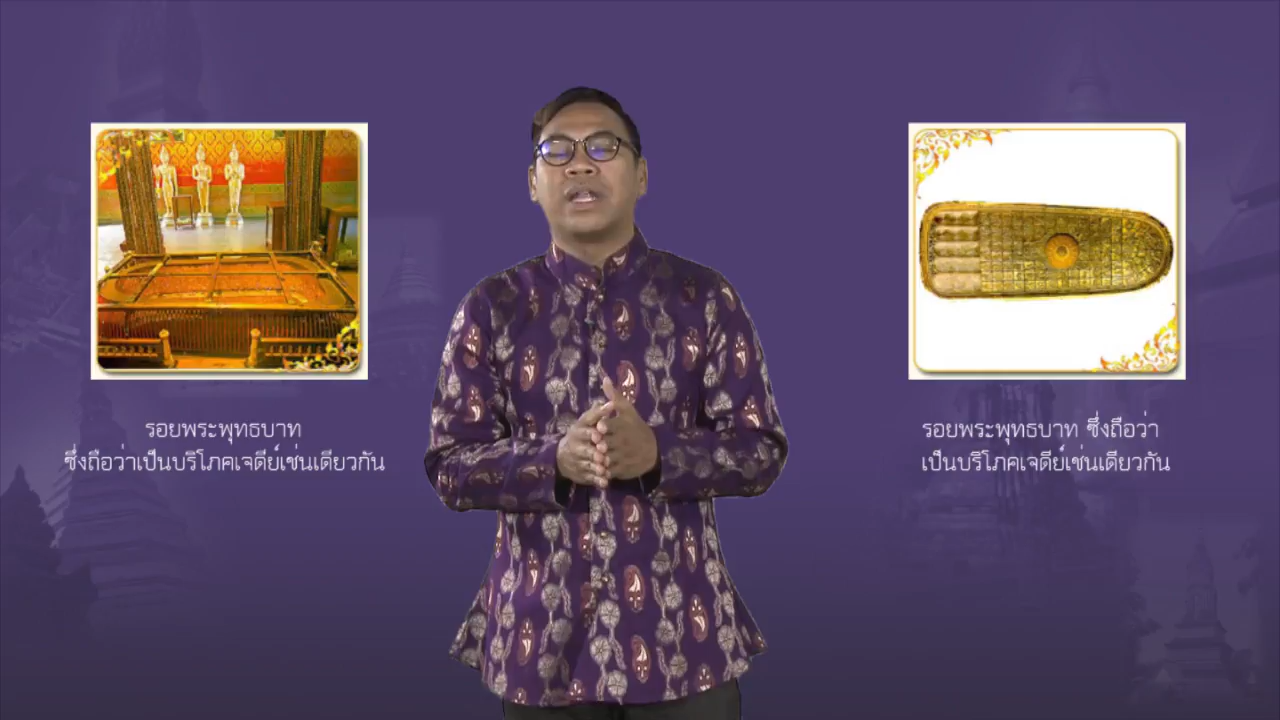 รอยพระพุทธบาท
ซึ่งถือว่าเป็นบริโภคเจดีย์เช่นเดียวกัน
รอยพระพุทธบาท ซึ่งถือว่า
เป็นบริโภคเจดีย์เช่นเดียวกัน